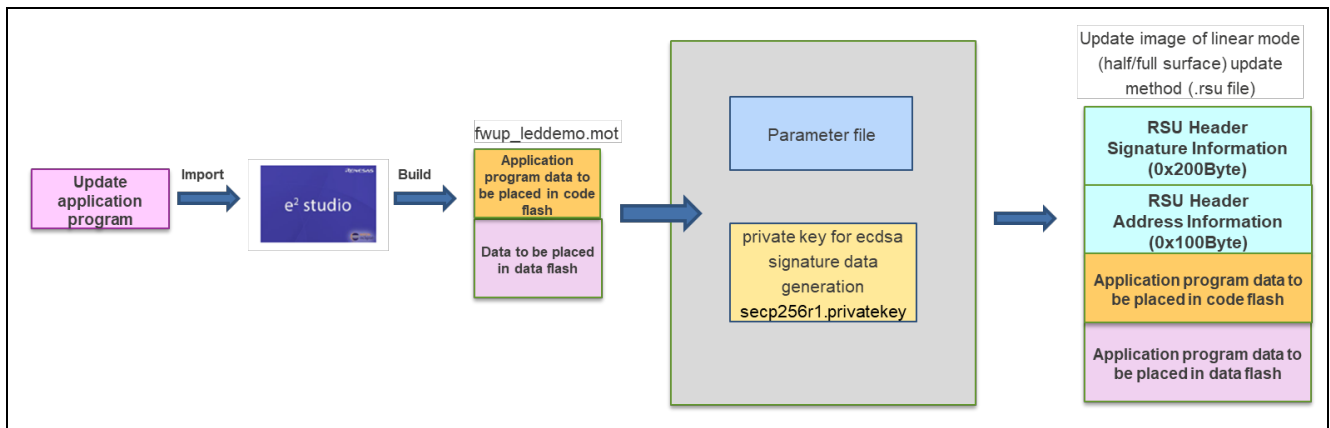 Update
application
program
Import
RENESAS
e² studio
Build
fwup_leddemo.mot
Application
program data to
be placed in code
flash
Data to be placed
in data flash
Parameter file
private key for ecdsa
signature data
generation
secp256r1.privatekey
Update image of linear mode
(half/full surface) update
method (.rsu file)
RSU Header
Signature Information
(0x200Byte)
RSU Header
Address Information
(0x100Byte)
Application program data to
be placed in code flash
Application program data to
be placed in data flash